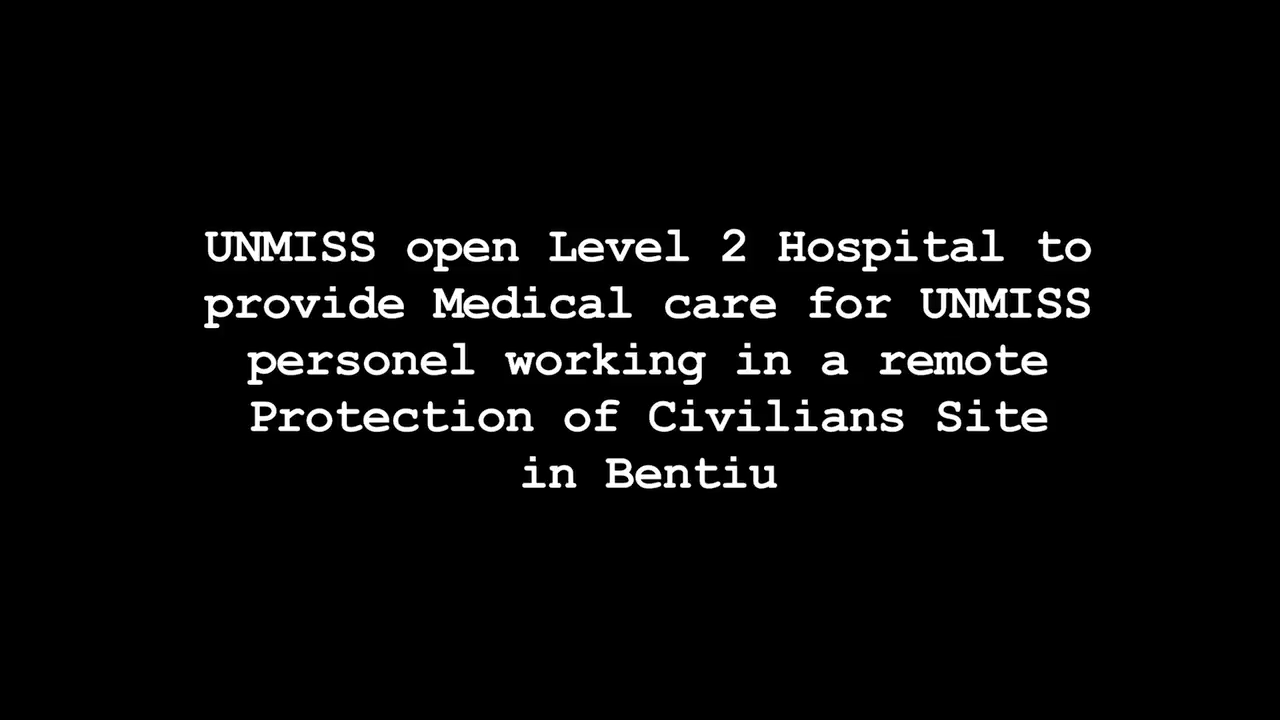 UNMISS open Level 2 Hospital to
provide Medical care for UNMISS
personel working in a remote
Protection of Civilians Site
in Bentiu